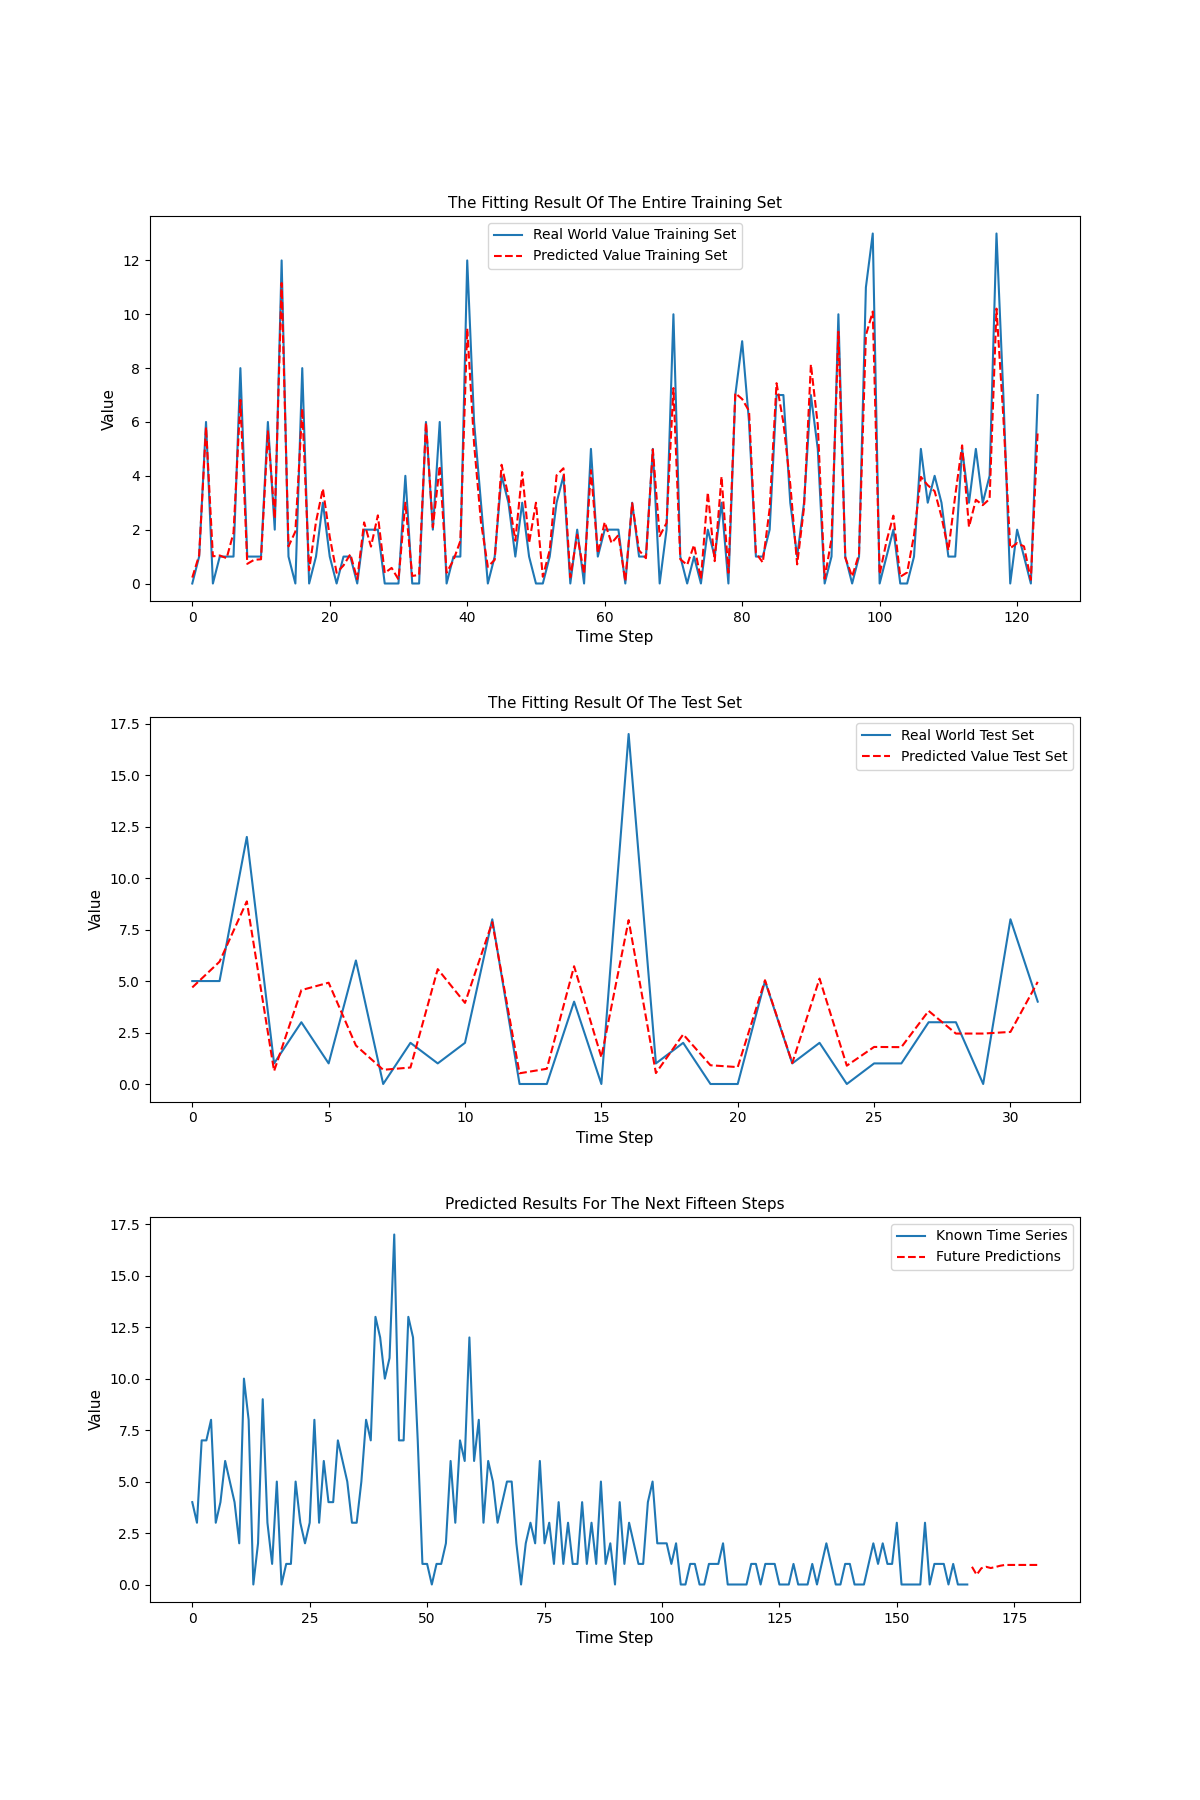 The Fitting Result Of The Entire Training Set
Real World Value Training Set
Predicted Value Training Set
Value
12
10
8
6
4
2
0
0 20 40 60 80 100 120
Time Step
The Fitting Result Of The Test Set
Real World Test Set
Predicted Value Test Set
Value
17.5
15.0
12.5
10.0
7.5
5.0
2.5
0.0
0 5 10 15 20 25 30
Time Step
Predicted Results For The Next Fifteen Steps
Known Time Series
Future Predictions
Value
17.5
15.0
12.5
10.0
7.5
5.0
2.5
0.0
0 25 50 75 100 125 150 175
Time Step